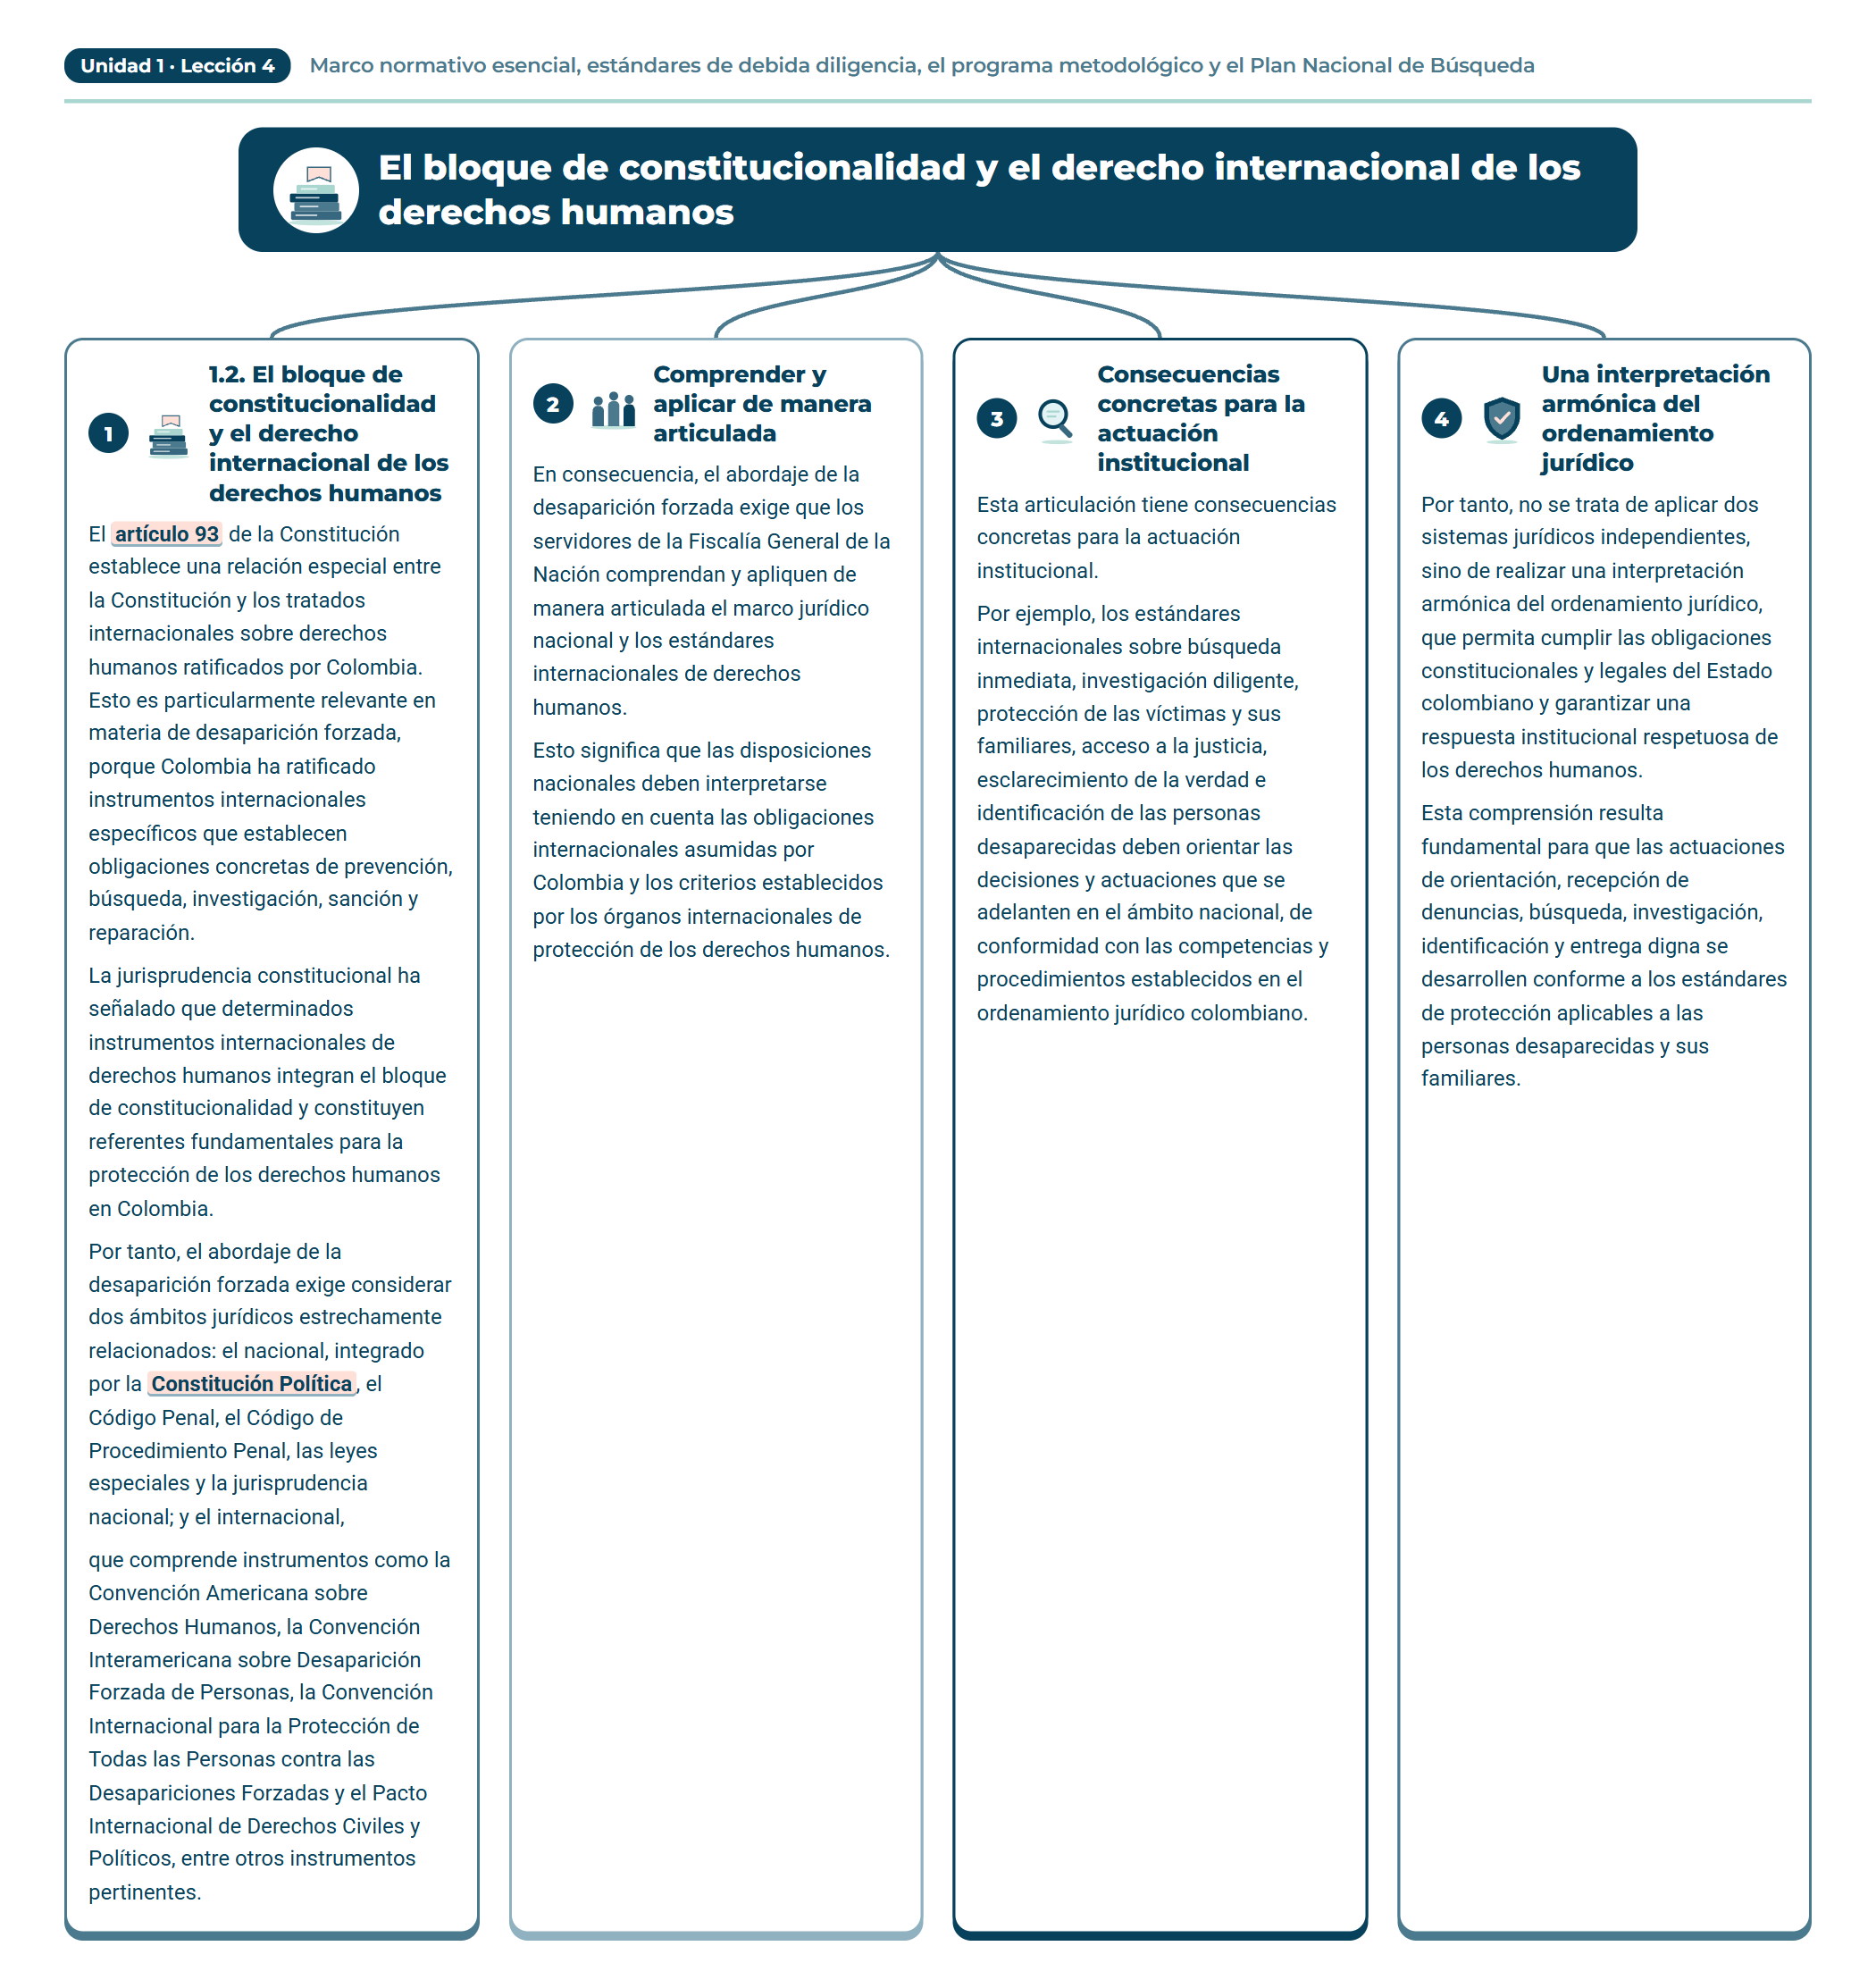 Unidad 1 · Lección 4
Marco normativo esencial, estándares de debida diligencia, el programa metodológico y el Plan Nacional de Búsqueda
El bloque de constitucionalidad y el derecho internacional de los
derechos humanos
1
1.2. El bloque de
constitucionalidad
y el derecho
internacional de los
derechos humanos
El artículo 93 de la Constitución
establece una relación especial entre
la Constitución y los tratados
internacionales sobre derechos
humanos ratificados por Colombia.
Esto es particularmente relevante en
materia de desaparición forzada,
porque Colombia ha ratificado
instrumentos internacionales
específicos que establecen
obligaciones concretas de prevención,
búsqueda, investigación, sanción y
reparación.
La jurisprudencia constitucional ha
señalado que determinados
instrumentos internacionales de
derechos humanos integran el bloque
de constitucionalidad y constituyen
referentes fundamentales para la
protección de los derechos humanos
en Colombia.
Por tanto, el abordaje de la
desaparición forzada exige considerar
dos ámbitos jurídicos estrechamente
relacionados: el nacional, integrado
por la Constitución Política, el
Código Penal, el Código de
Procedimiento Penal, las leyes
especiales y la jurisprudencia
nacional; y el internacional,
que comprende instrumentos como la
Convención Americana sobre
Derechos Humanos, la Convención
Interamericana sobre Desaparición
Forzada de Personas, la Convención
Internacional para la Protección de
Todas las Personas contra las
Desapariciones Forzadas y el Pacto
Internacional de Derechos Civiles y
Políticos, entre otros instrumentos
pertinentes.
2
Comprender y
aplicar de manera
articulada
En consecuencia, el abordaje de la
desaparición forzada exige que los
servidores de la Fiscalía General de la
Nación comprendan y apliquen de
manera articulada el marco jurídico
nacional y los estándares
internacionales de derechos
humanos.
Esto significa que las disposiciones
nacionales deben interpretarse
teniendo en cuenta las obligaciones
internacionales asumidas por
Colombia y los criterios establecidos
por los órganos internacionales de
protección de los derechos humanos.
3
Consecuencias
concretas para la
actuación
institucional
Esta articulación tiene consecuencias
concretas para la actuación
institucional.
Por ejemplo, los estándares
internacionales sobre búsqueda
inmediata, investigación diligente,
protección de las víctimas y sus
familiares, acceso a la justicia,
esclarecimiento de la verdad e
identificación de las personas
desaparecidas deben orientar las
decisiones y actuaciones que se
adelanten en el ámbito nacional, de
conformidad con las competencias y
procedimientos establecidos en el
ordenamiento jurídico colombiano.
4
Una interpretación
armónica del
ordenamiento
jurídico
Por tanto, no se trata de aplicar dos
sistemas jurídicos independientes,
sino de realizar una interpretación
armónica del ordenamiento jurídico,
que permita cumplir las obligaciones
constitucionales y legales del Estado
colombiano y garantizar una
respuesta institucional respetuosa de
los derechos humanos.
Esta comprensión resulta
fundamental para que las actuaciones
de orientación, recepción de
denuncias, búsqueda, investigación,
identificación y entrega digna se
desarrollen conforme a los estándares
de protección aplicables a las
personas desaparecidas y sus
familiares.